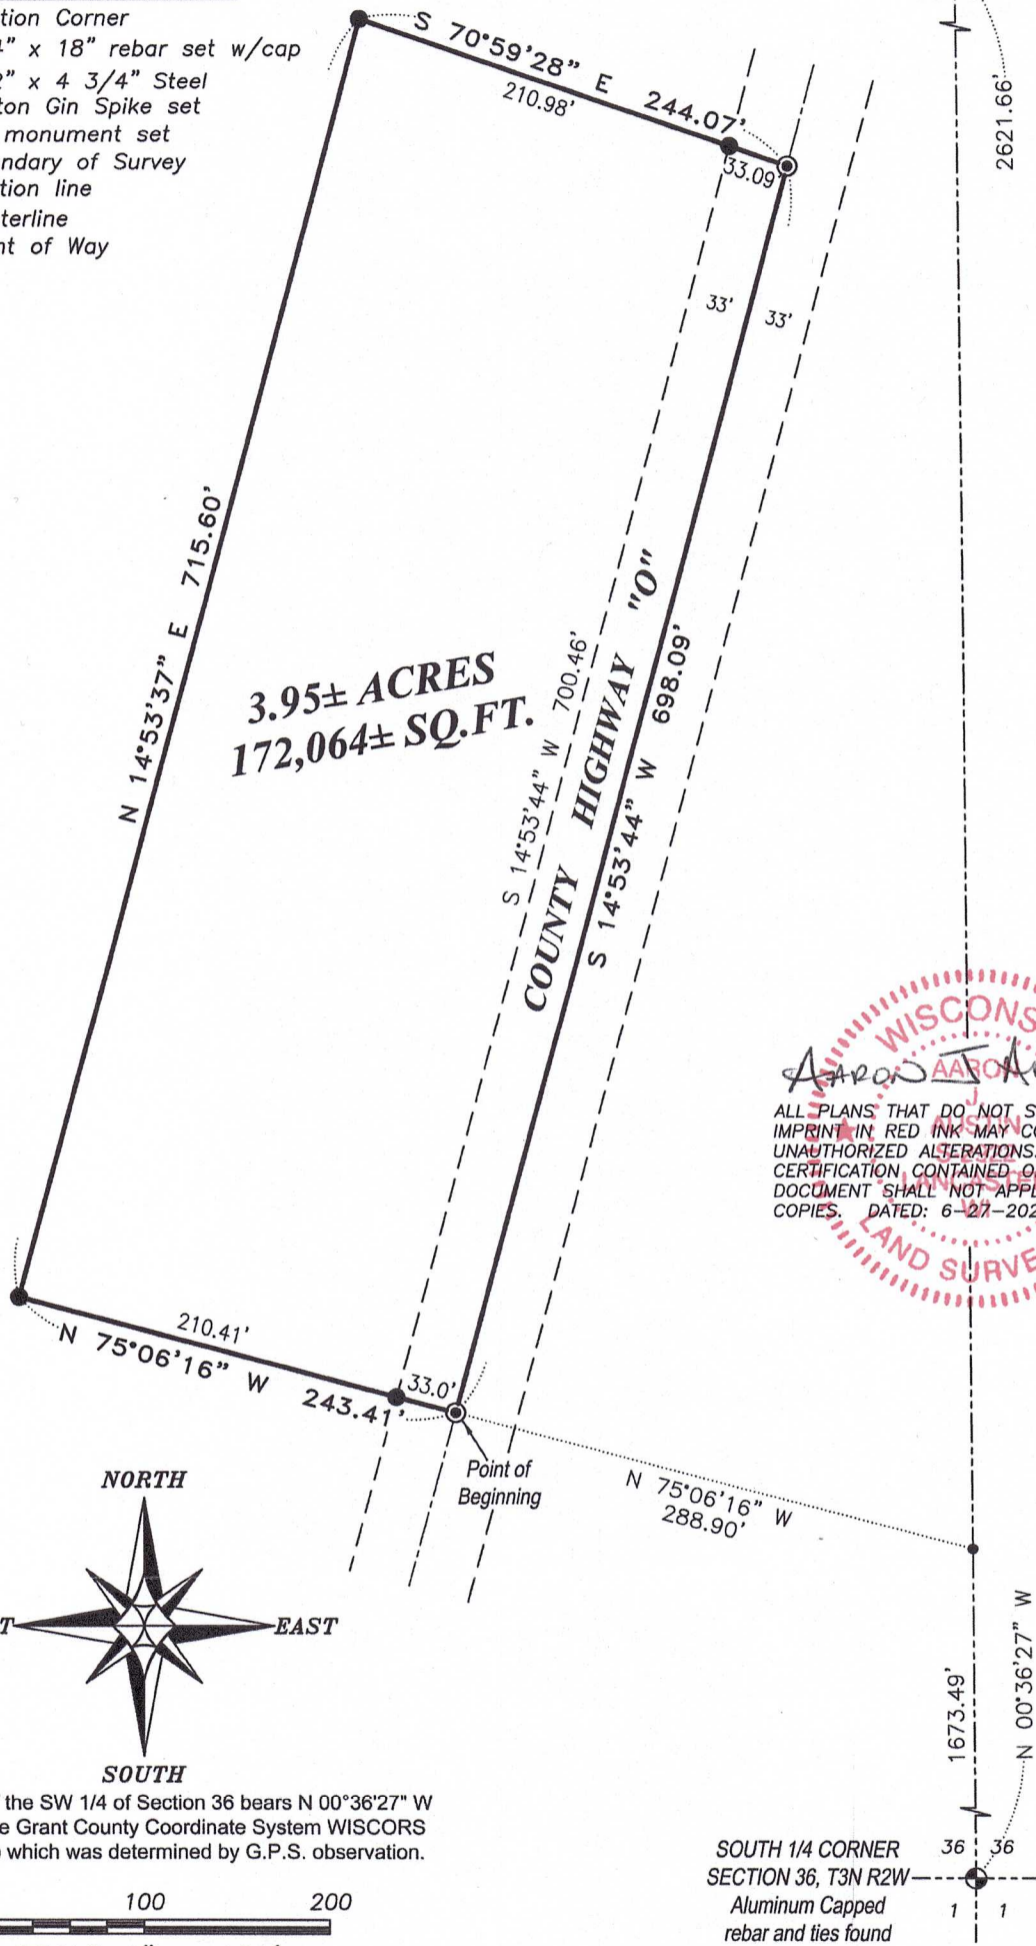 tion Corner
" x 18" rebar set w/cap
" x 4 3/4" Steel
ton Gin Spike set
monument set
ndary of Survey
tion line
terline
nt of Way
S 70°59'28" E 244.07'
210.98'
33.09'
2621.66'
33'
33'
N 14°53'37" E 715.60'
3.95± ACRES
172,064± SQ.FT.
S 14°53'44" W 700.46'
COUNTY HIGHWAY "O"
S 14°53'44" W 698.09'
WISCONS
AARON
J.
AUSTIN
LANCASTER
WI
LAND SURVE
AARON J A
ALL PLANS THAT DO NOT S
IMPRINT IN RED INK MAY CO
UNAUTHORIZED ALTERATIONS.
CERTIFICATION CONTAINED O
DOCUMENT SHALL NOT APPL
COPIES. DATED: 6-27-202
210.41'
N 75°06'16" W 243.41'
33.0'
Point of
Beginning
N 75°06'16" W
288.90'
NORTH
T
EAST
SOUTH
1673.49'
N 00°36'27" W
the SW 1/4 of Section 36 bears N 00°36'27" W
e Grant County Coordinate System WISCORS
) which was determined by G.P.S. observation.
100 200
SOUTH 1/4 CORNER
SECTION 36, T3N R2W
Aluminum Capped
rebar and ties found
36 36
1 1